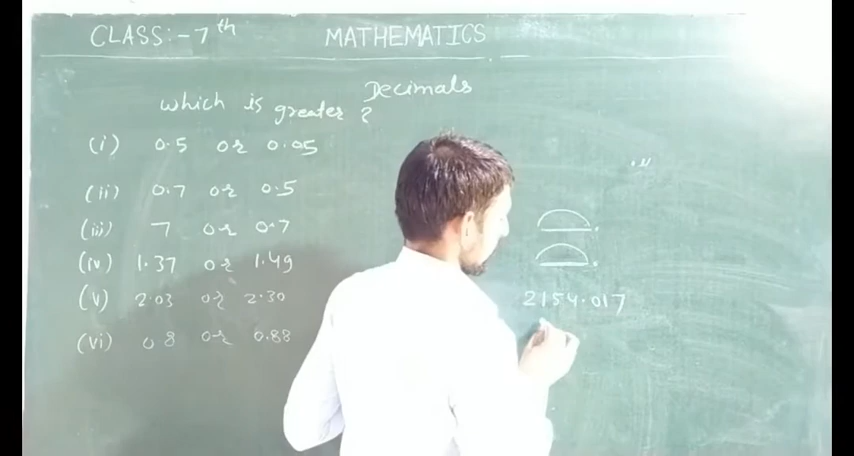 CLASS:- 7th MATHEMATICS
Decimals
which is greater ?
(i) 0.5 or 0.05
(ii) 0.7 or 0.5
(iii) 7 or 0.7
(iv) 1.37 or 1.49
(v) 2.03 or 2.30
(vi) 0.8 or 0.88
2154.017